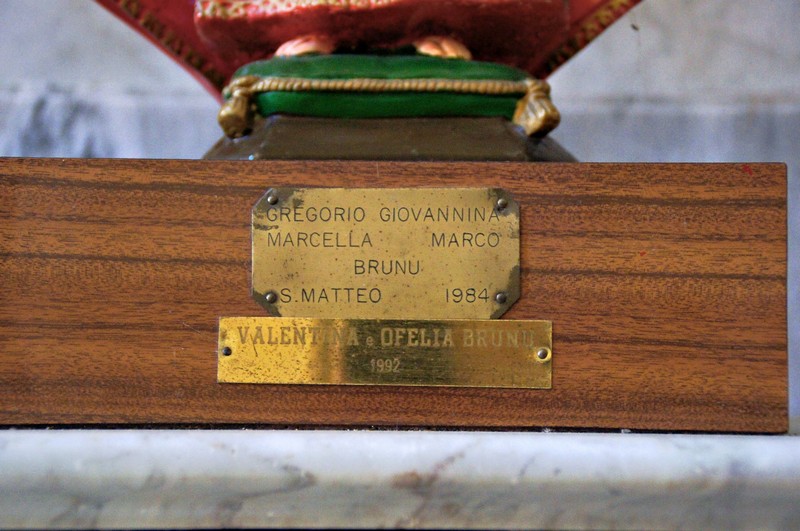 GREGORIO GIOVANNINA
MARCELLA MARCO
BRUNU
S. MATTEO 1984
VALENTINA e OFELIA BRUNU
1992